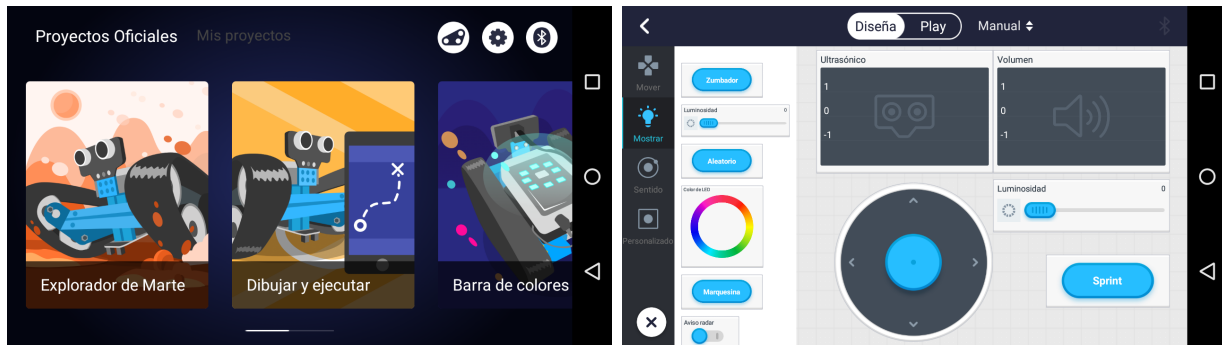 Proyectos Oficiales Mis proyectos
Explorador de Marte
Dibujar y ejecutar
Barra de colores
Diseña Play Manual
Mover
Mostrar
Sentido
Personalizado
Zumbador
Luminosidad 0
Aleatorio
Color de LED
Marquesina
Aviso radar
Ultrasónico
1
0
-1
Volumen
1
0
-1
Luminosidad 0
Sprint